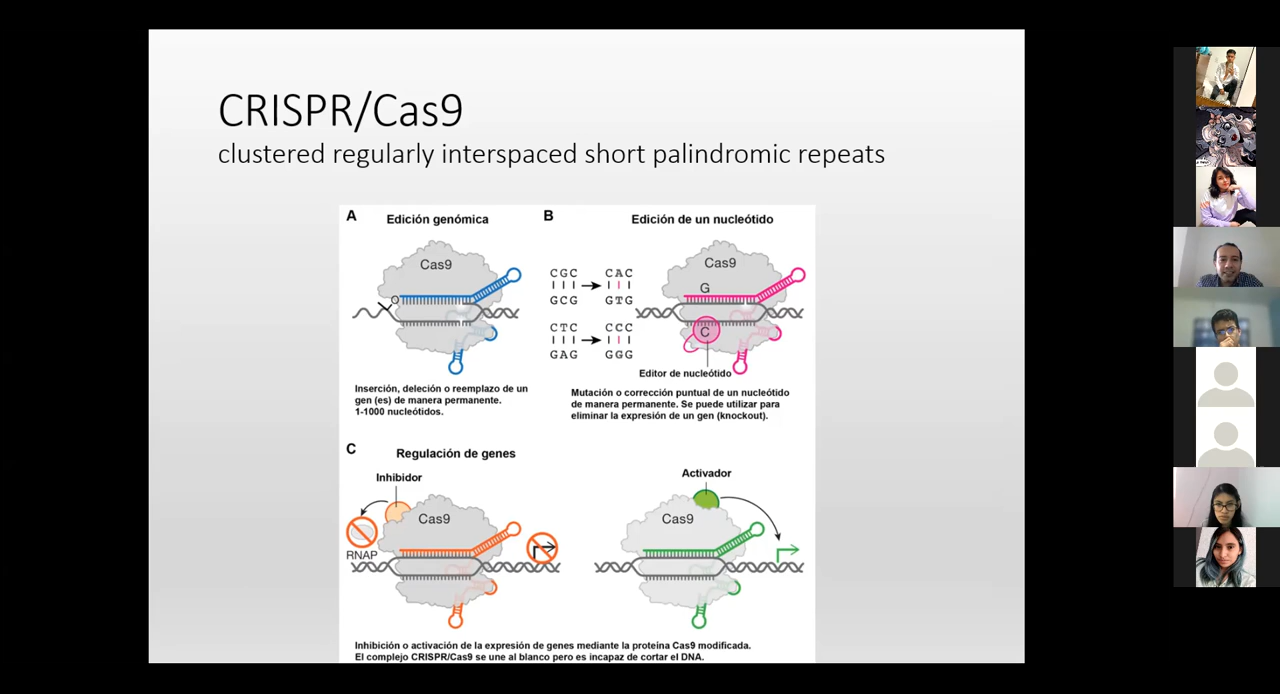 CRISPR/Cas9
clustered regularly interspaced short palindromic repeats
A
Edición genómica
Cas9
Inserción, deleción o reemplazo de un
gen (es) de manera permanente.
1-1000 nucleótidos.
B
Edición de un nucleótido
CGC
GCG
CAC
GTG
CTC
GAG
CCC
GGG
Cas9
G
C
Editor de nucleótido
Mutación o corrección puntual de un nucleótido
de manera permanente. Se puede utilizar para
eliminar la expresión de un gen (knockout).
C
Regulación de genes
Inhibidor
Cas9
RNAP
Activador
Cas9
Inhibición o activación de la expresión de genes mediante la proteína Cas9 modificada.
El complejo CRISPR/Cas9 se une al blanco pero es incapaz de cortar el DNA.